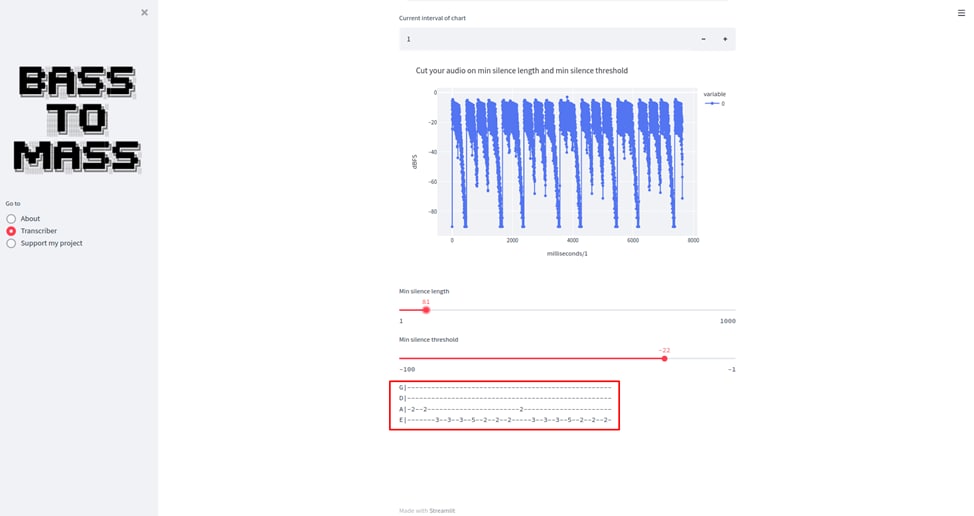 ×
BASS
TO
MASS
Go to
About
Transcriber
Support my project
Current interval of chart
1
−
+
Cut your audio on min silence length and min silence threshold
variable
0
0
−20
−40
−60
−80
dBFS
0
2000
4000
6000
8000
milliseconds/1
Min silence length
81
1
1000
Min silence threshold
-22
-100
-1
G|---------------------------------------------------
D|---------------------------------------------------
A|-2--2-----------------------2----------------------
E|-------3--3--3--5--2--2--2-----3--3--3--5--2--2--2-
Made with Streamlit